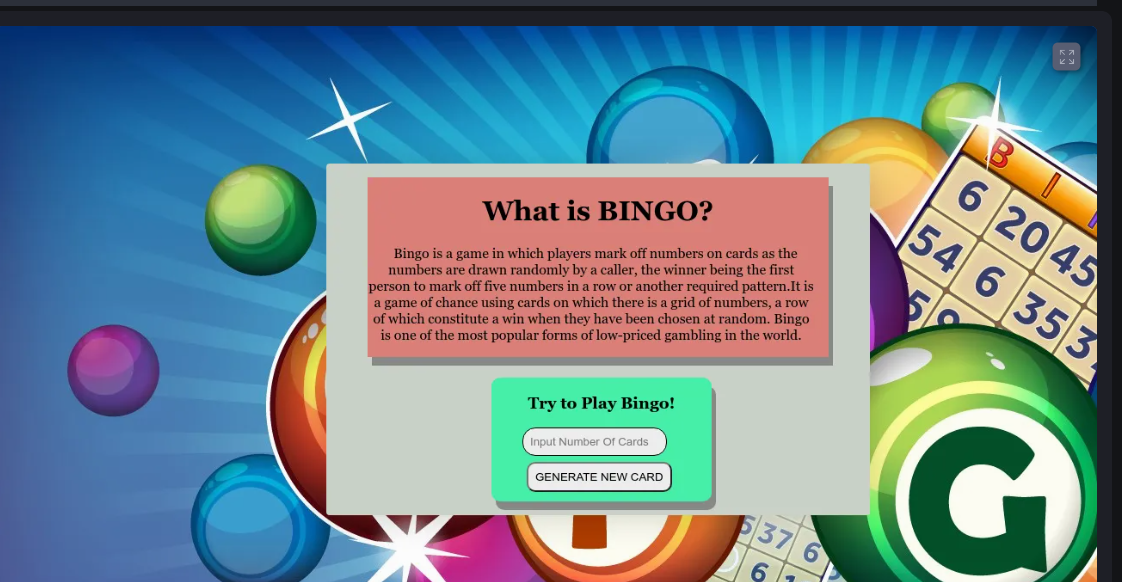 What is BINGO?
Bingo is a game in which players mark off numbers on cards as the
numbers are drawn randomly by a caller, the winner being the first
person to mark off five numbers in a row or another required pattern.It is
a game of chance using cards on which there is a grid of numbers, a row
of which constitute a win when they have been chosen at random. Bingo
is one of the most popular forms of low-priced gambling in the world.
Try to Play Bingo!
Input Number Of Cards
GENERATE NEW CARD
B I
6 20 45
54 6 35
G
37 6
6